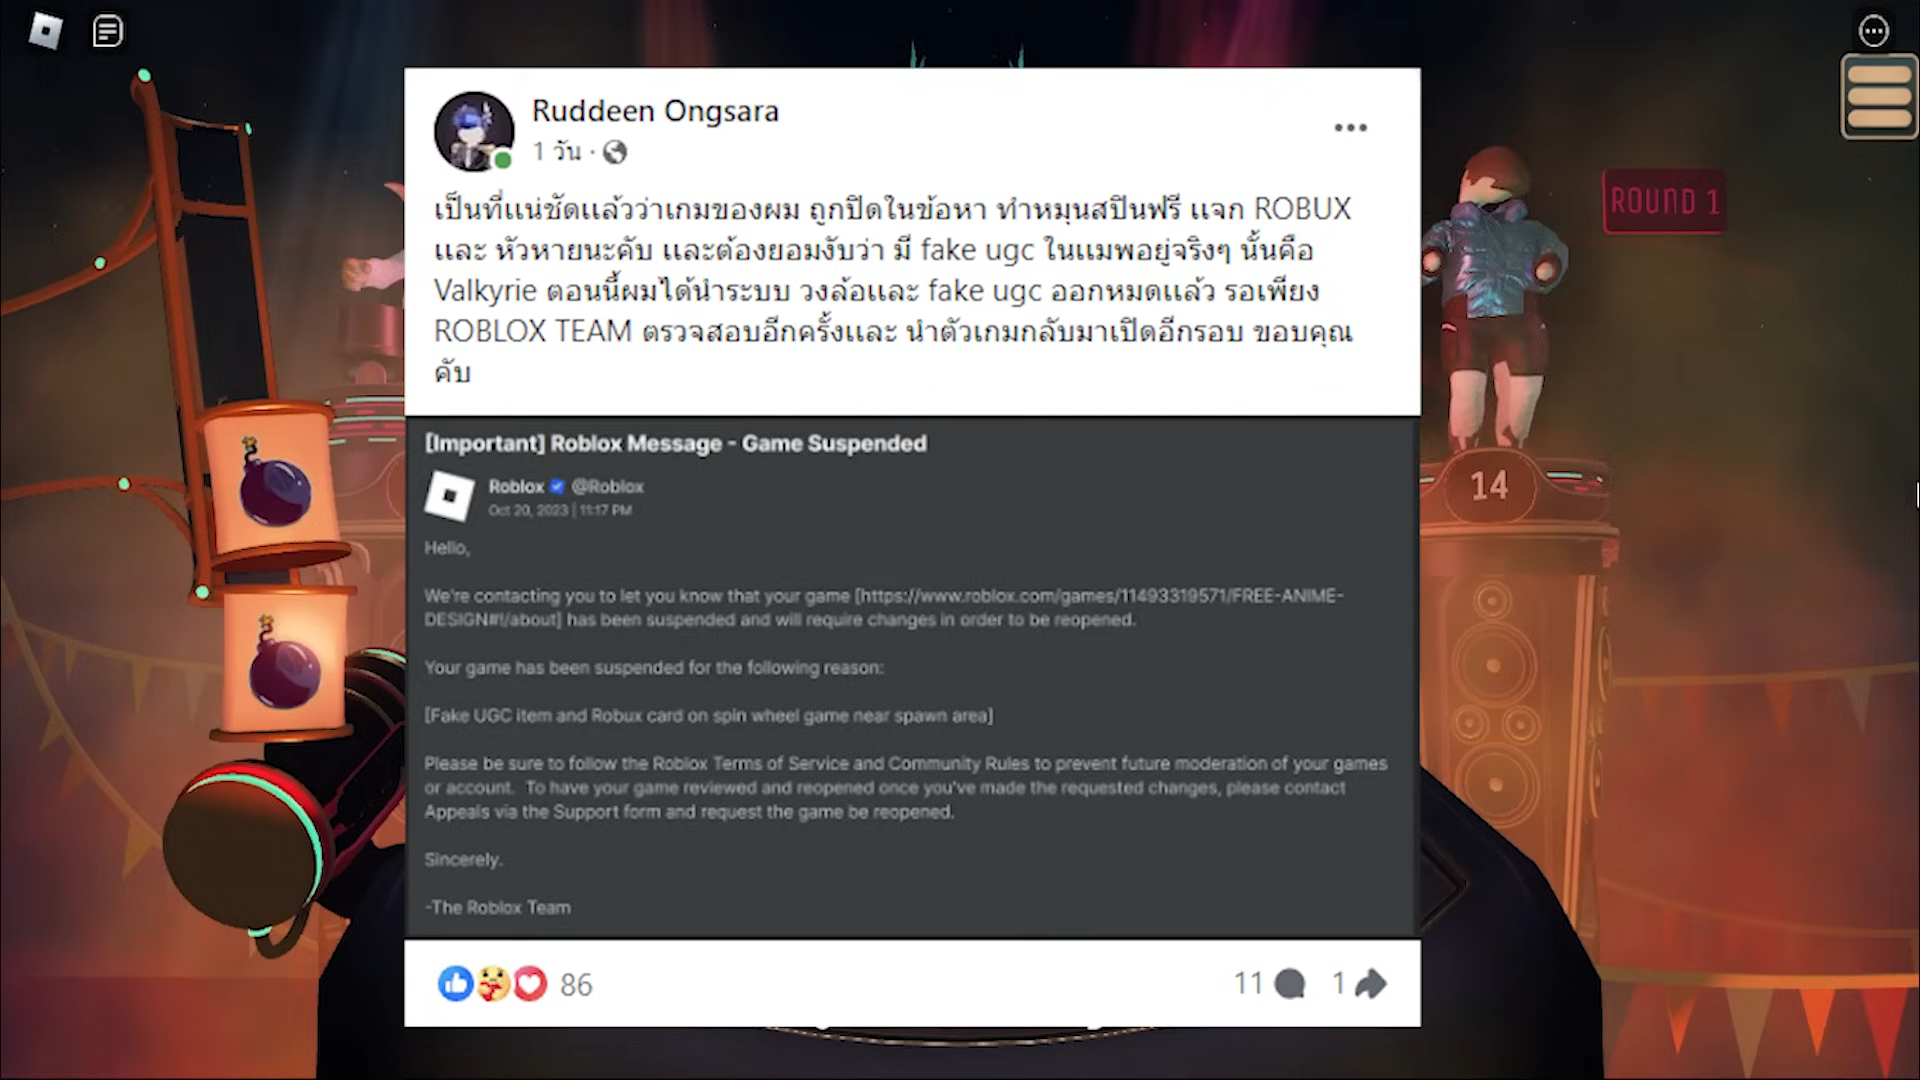 Ruddeen Ongsara
1 วัน ·
เป็นที่แน่ชัดแล้วว่าเกมของผม ถูกปิดในข้อหา ทำหมุนสปินฟรี แจก ROBUX
และ หัวหายนะคับ และต้องยอมงับว่า มี fake ugc ในแมพอยู่จริงๆ นั้นคือ
Valkyrie ตอนนี้ผมได้นำระบบ วงล้อและ fake ugc ออกหมดแล้ว รอเพียง
ROBLOX TEAM ตรวจสอบอีกครั้งและ นำตัวเกมกลับมาเปิดอีกรอบ ขอบคุณ
คับ
ROUND 1
[Important] Roblox Message - Game Suspended
Roblox @Roblox
Oct 20, 2023 | 11:17 PM
14
Hello,
We're contacting you to let you know that your game [https://www.roblox.com/games/11493319571/FREE-ANIME-
DESIGN#!/about] has been suspended and will require changes in order to be reopened.
Your game has been suspended for the following reason:
[Fake UGC item and Robux card on spin wheel game near spawn area]
Please be sure to follow the Roblox Terms of Service and Community Rules to prevent future moderation of your games
or account. To have your game reviewed and reopened once you've made the requested changes, please contact
Appeals via the Support form and request the game be reopened.
Sincerely,
-The Roblox Team
86
11
1